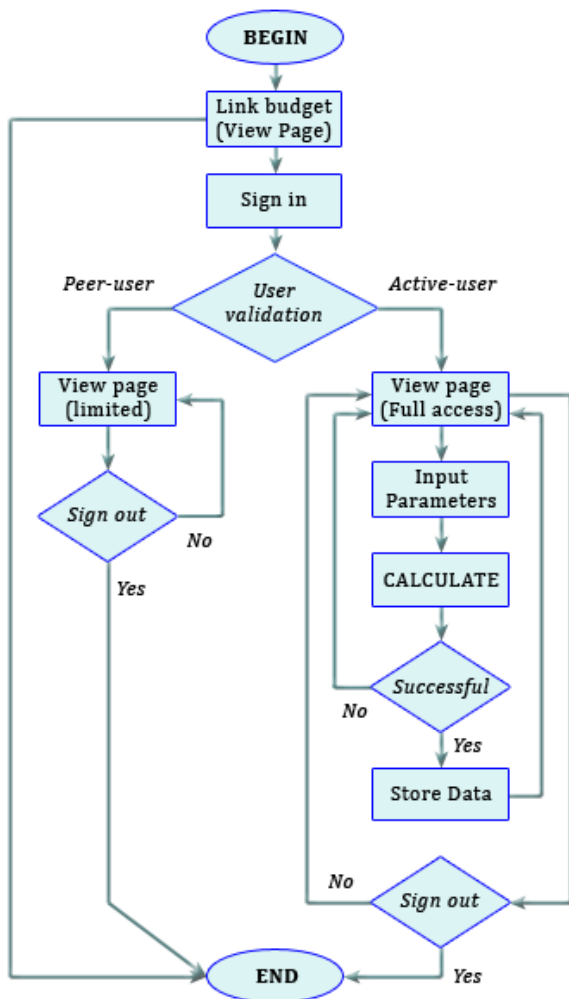 BEGIN
Link budget
(View Page)
Sign in
Peer-user
User
validation
Active-user
View page
(limited)
View page
(Full access)
Input
Parameters
Sign out
No
Yes
CALCULATE
Successful
No
Yes
Store Data
No
Sign out
Yes
END